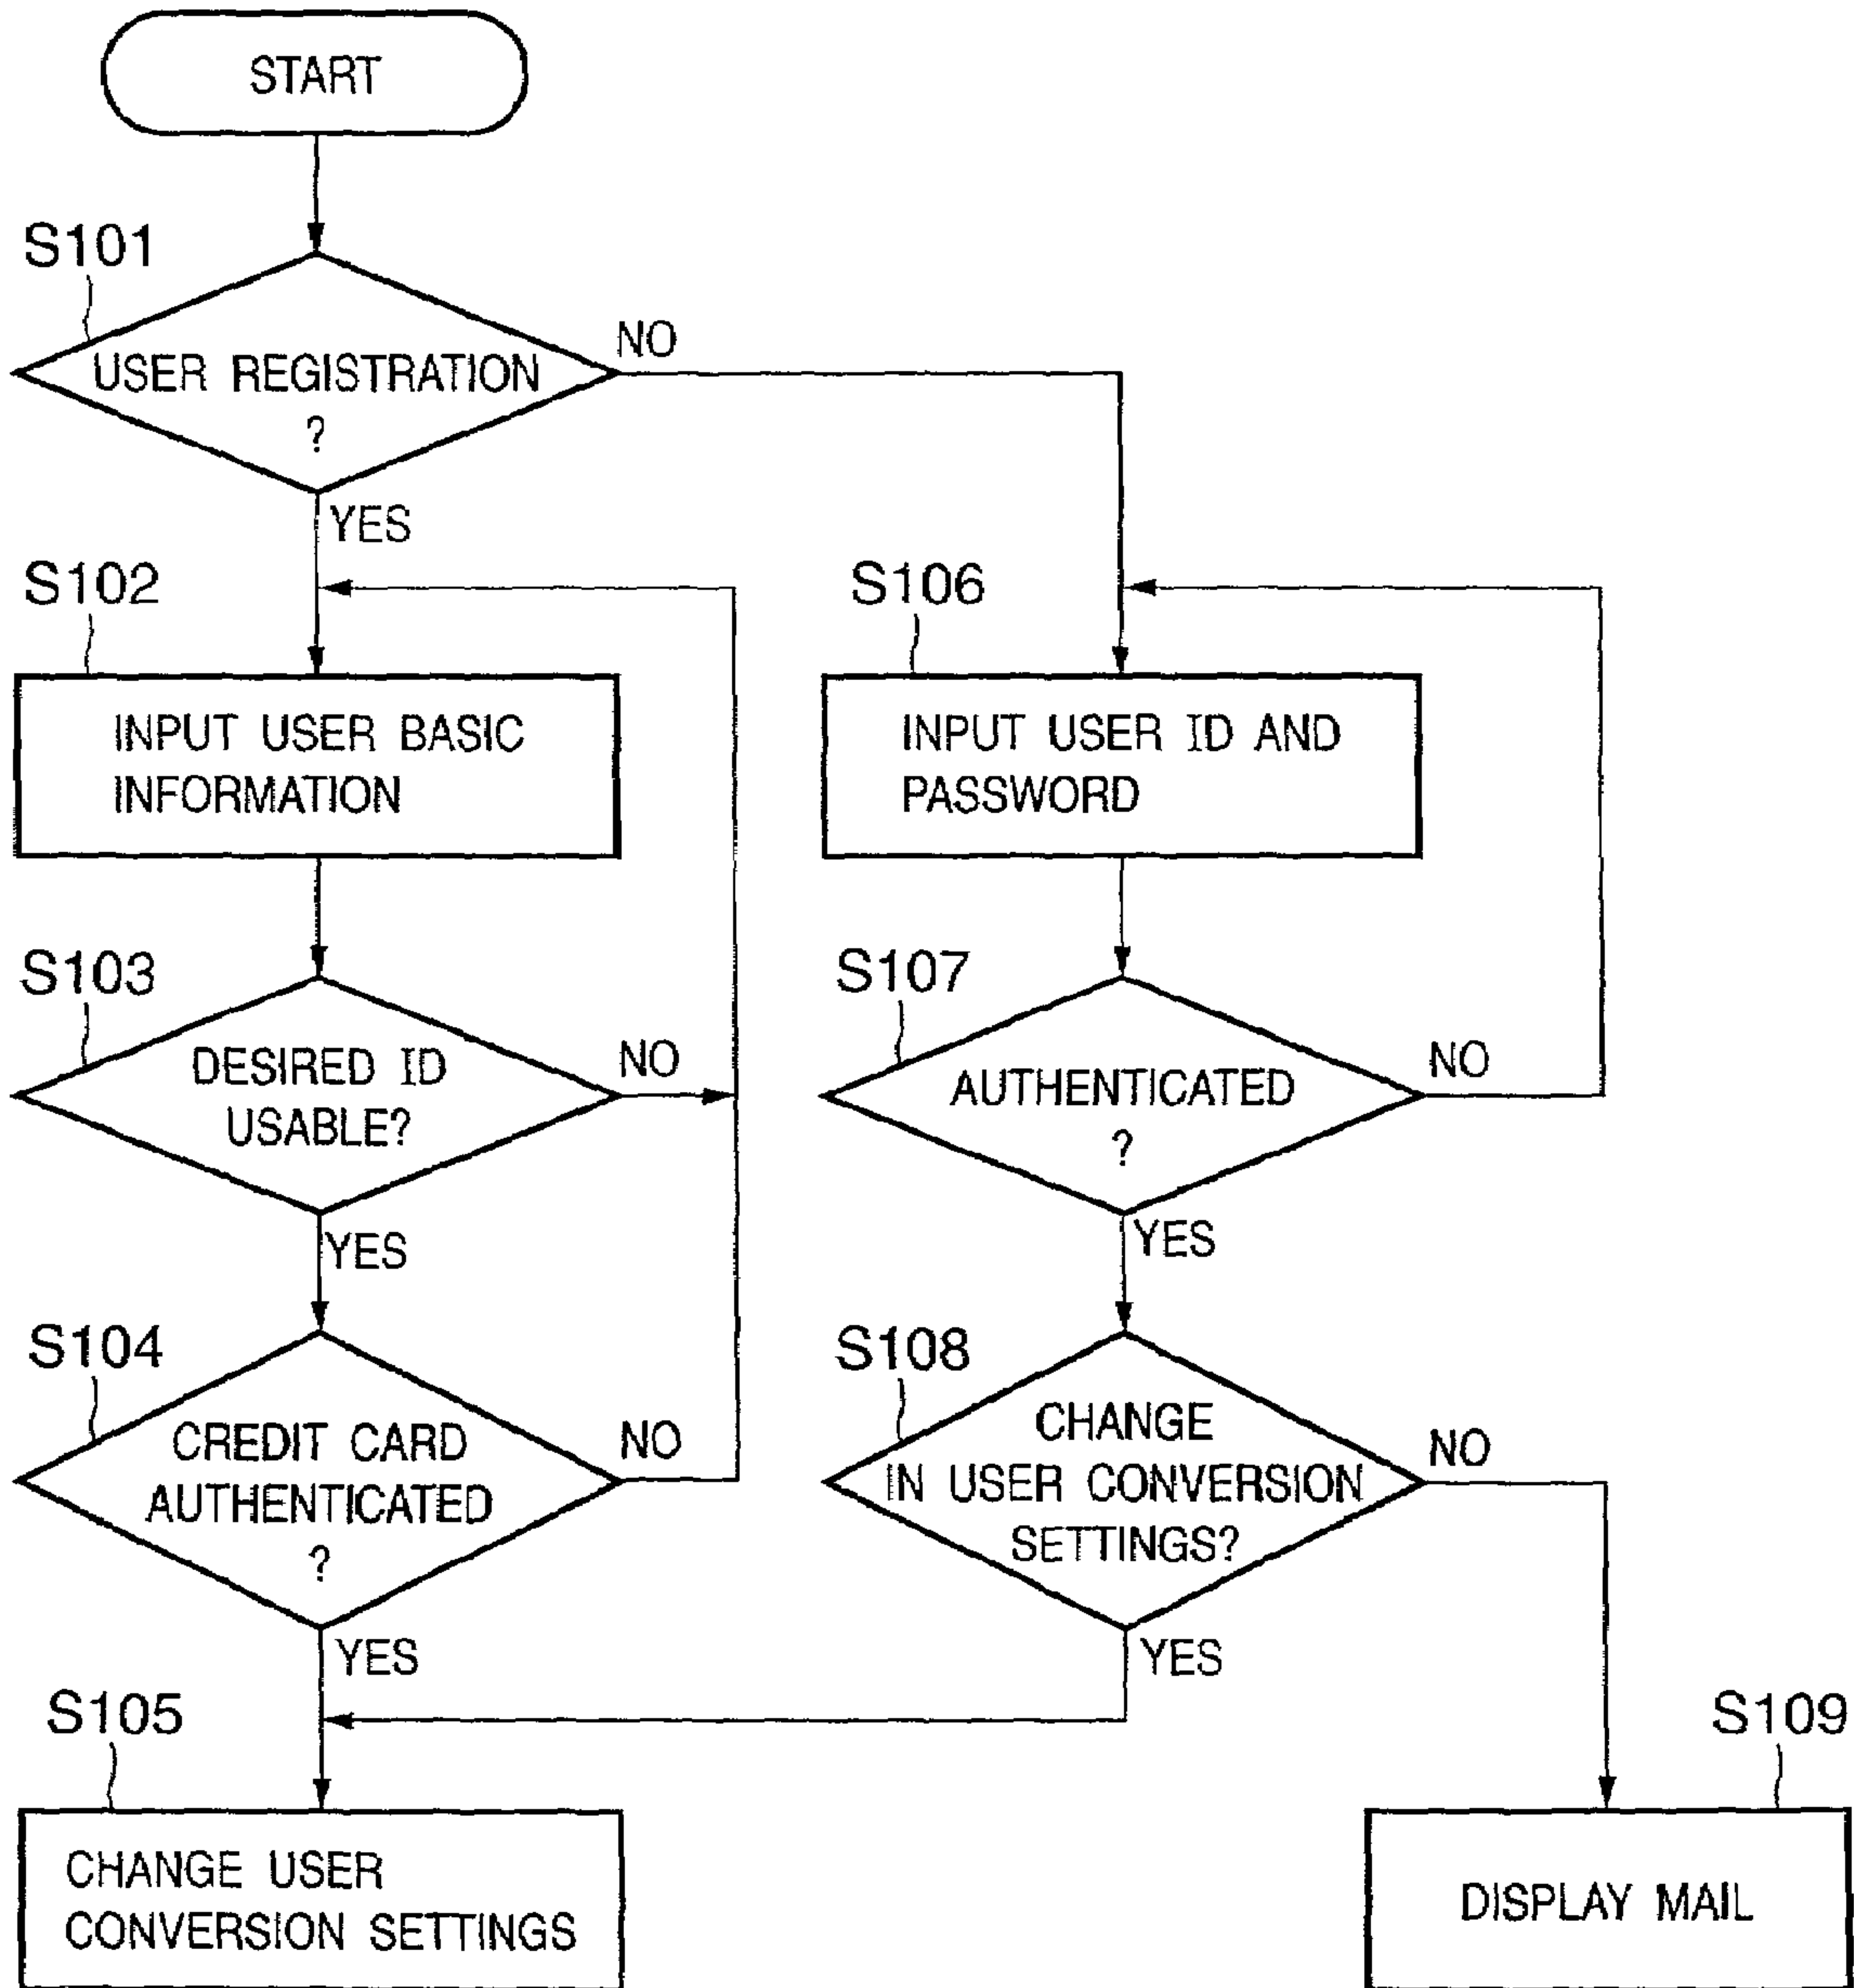 START
S101
USER REGISTRATION
?
NO
YES
S102
INPUT USER BASIC
INFORMATION
S103
DESIRED ID
USABLE?
NO
YES
S104
CREDIT CARD
AUTHENTICATED
?
NO
YES
S105
CHANGE USER
CONVERSION SETTINGS
S106
INPUT USER ID AND
PASSWORD
S107
AUTHENTICATED
?
NO
YES
S108
CHANGE
IN USER CONVERSION
SETTINGS?
NO
YES
S109
DISPLAY MAIL